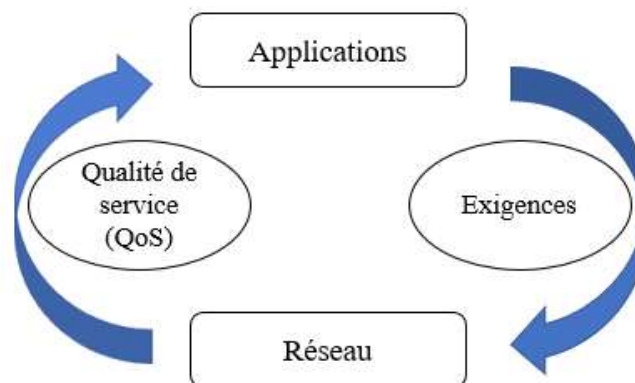 Applications
Qualité de
service
(QoS)
Exigences
Réseau